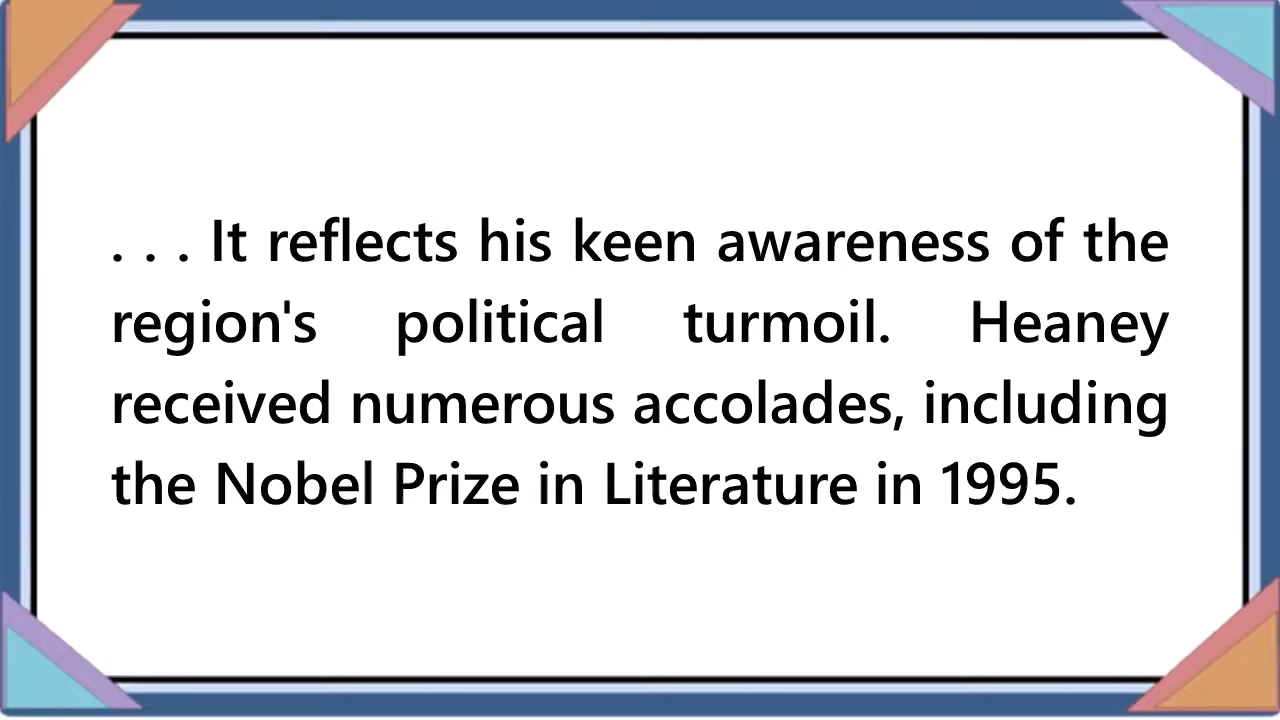 . . . It reflects his keen awareness of the
region's political turmoil. Heaney
received numerous accolades, including
the Nobel Prize in Literature in 1995.